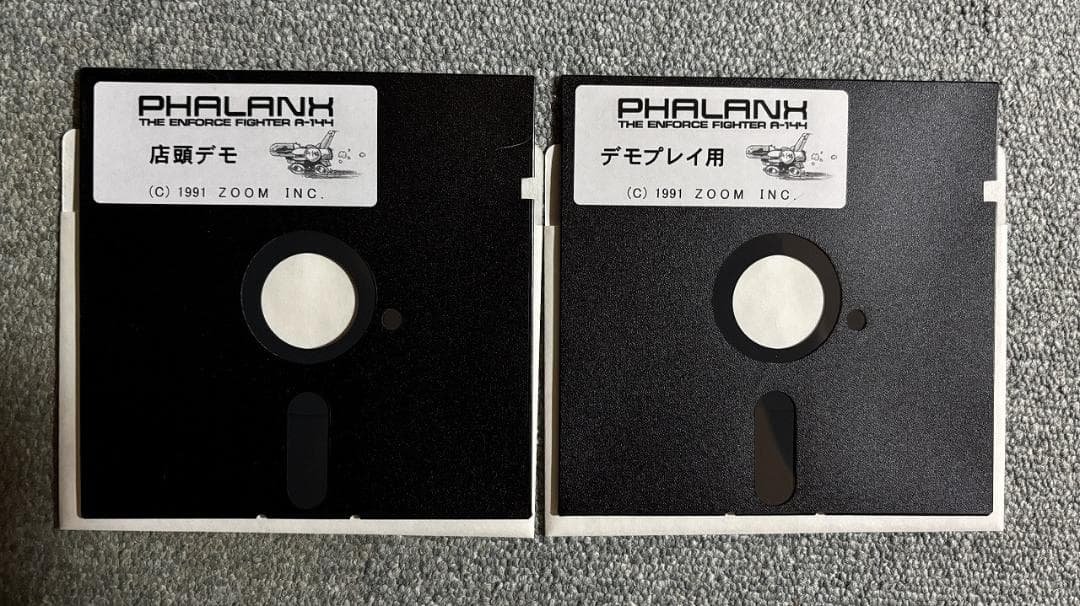 PHALANX
THE ENFORCE FIGHTER A-144
店頭デモ
(C) 1991 ZOOM INC.
PHALANX
THE ENFORCE FIGHTER A-144
デモプレイ用
(C) 1991 ZOOM INC.